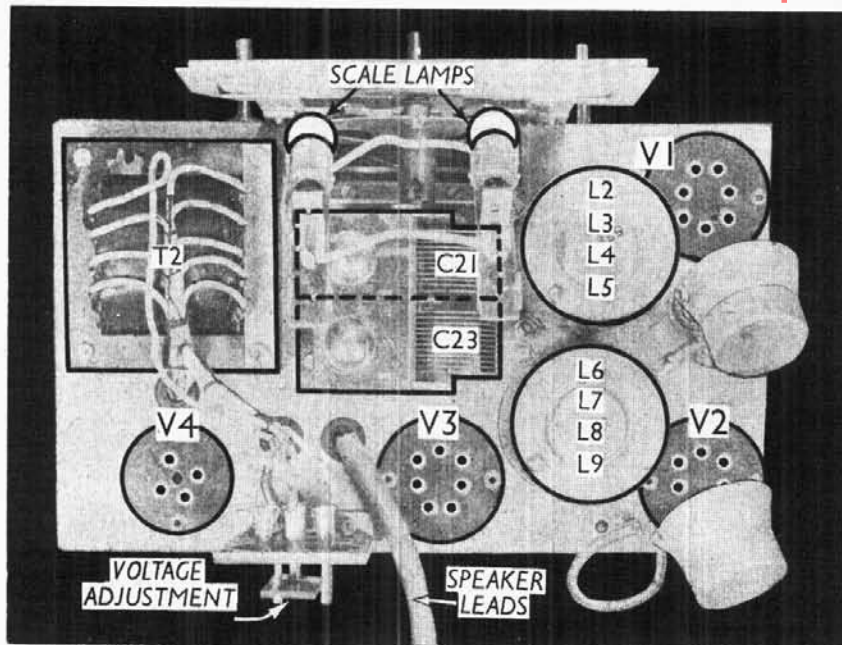 SCALE LAMPS
V1
L2
L3
L4
L5
T2
C21
C23
L6
L7
L8
L9
V4
V3
V2
VOLTAGE
ADJUSTMENT
SPEAKER
LEADS